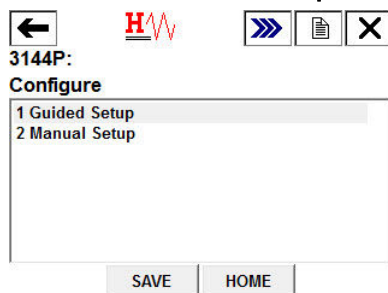 H
3144P:
Configure
1 Guided Setup
2 Manual Setup
SAVE HOME